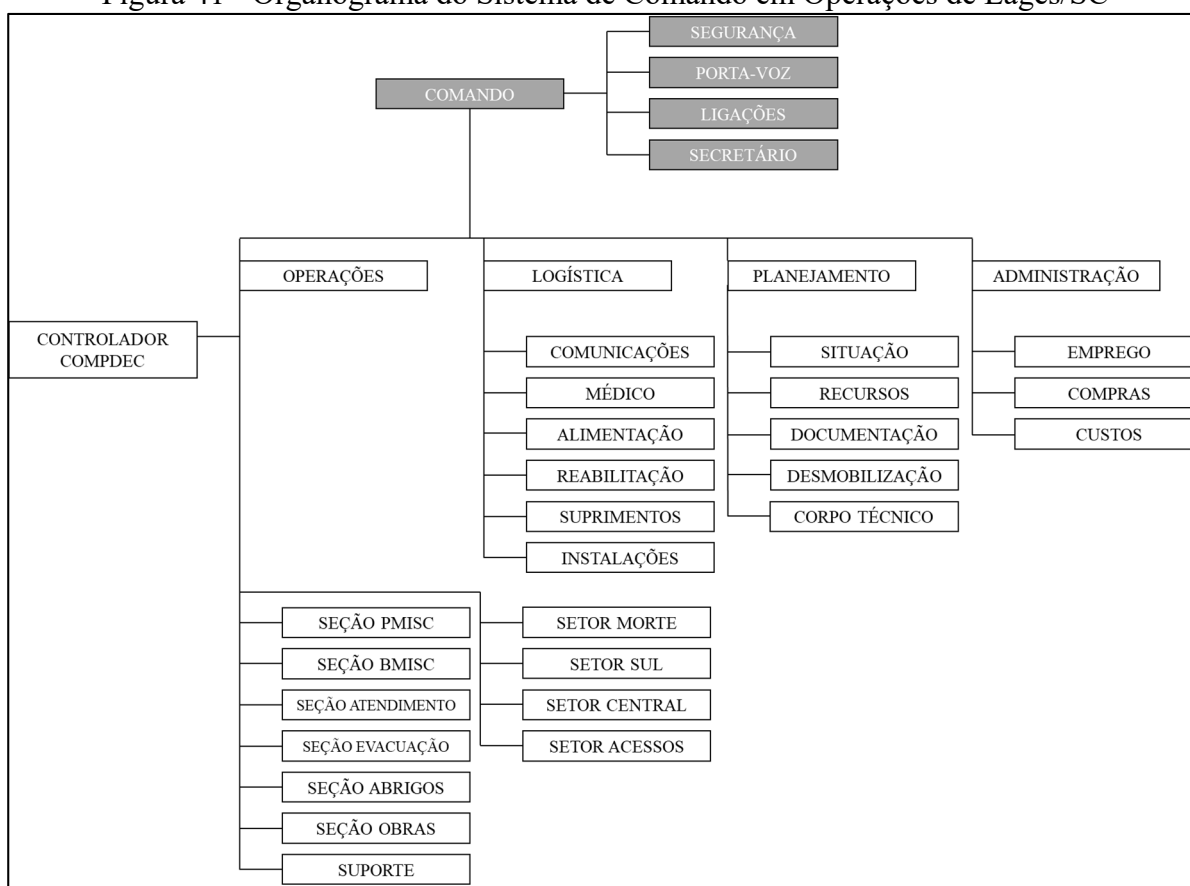 Figura 41 - Organograma do Sistema de Comando em Operações de Lages/SC
SEGURANÇA
PORTA-VOZ
COMANDO
LIGAÇÕES
SECRETÁRIO
OPERAÇÕES
LOGÍSTICA
PLANEJAMENTO
ADMINISTRAÇÃO
CONTROLADOR
COMPDEC
COMUNICAÇÕES
MÉDICO
ALIMENTAÇÃO
REABILITAÇÃO
SUPRIMENTOS
INSTALAÇÕES
SITUAÇÃO
RECURSOS
DOCUMENTAÇÃO
DESMOBILIZAÇÃO
CORPO TÉCNICO
EMPREGO
COMPRAS
CUSTOS
SEÇÃO PMISC
SEÇÃO BMISC
SEÇÃO ATENDIMENTO
SEÇÃO EVACUAÇÃO
SEÇÃO ABRIGOS
SEÇÃO OBRAS
SUPORTE
SETOR MORTE
SETOR SUL
SETOR CENTRAL
SETOR ACESSOS